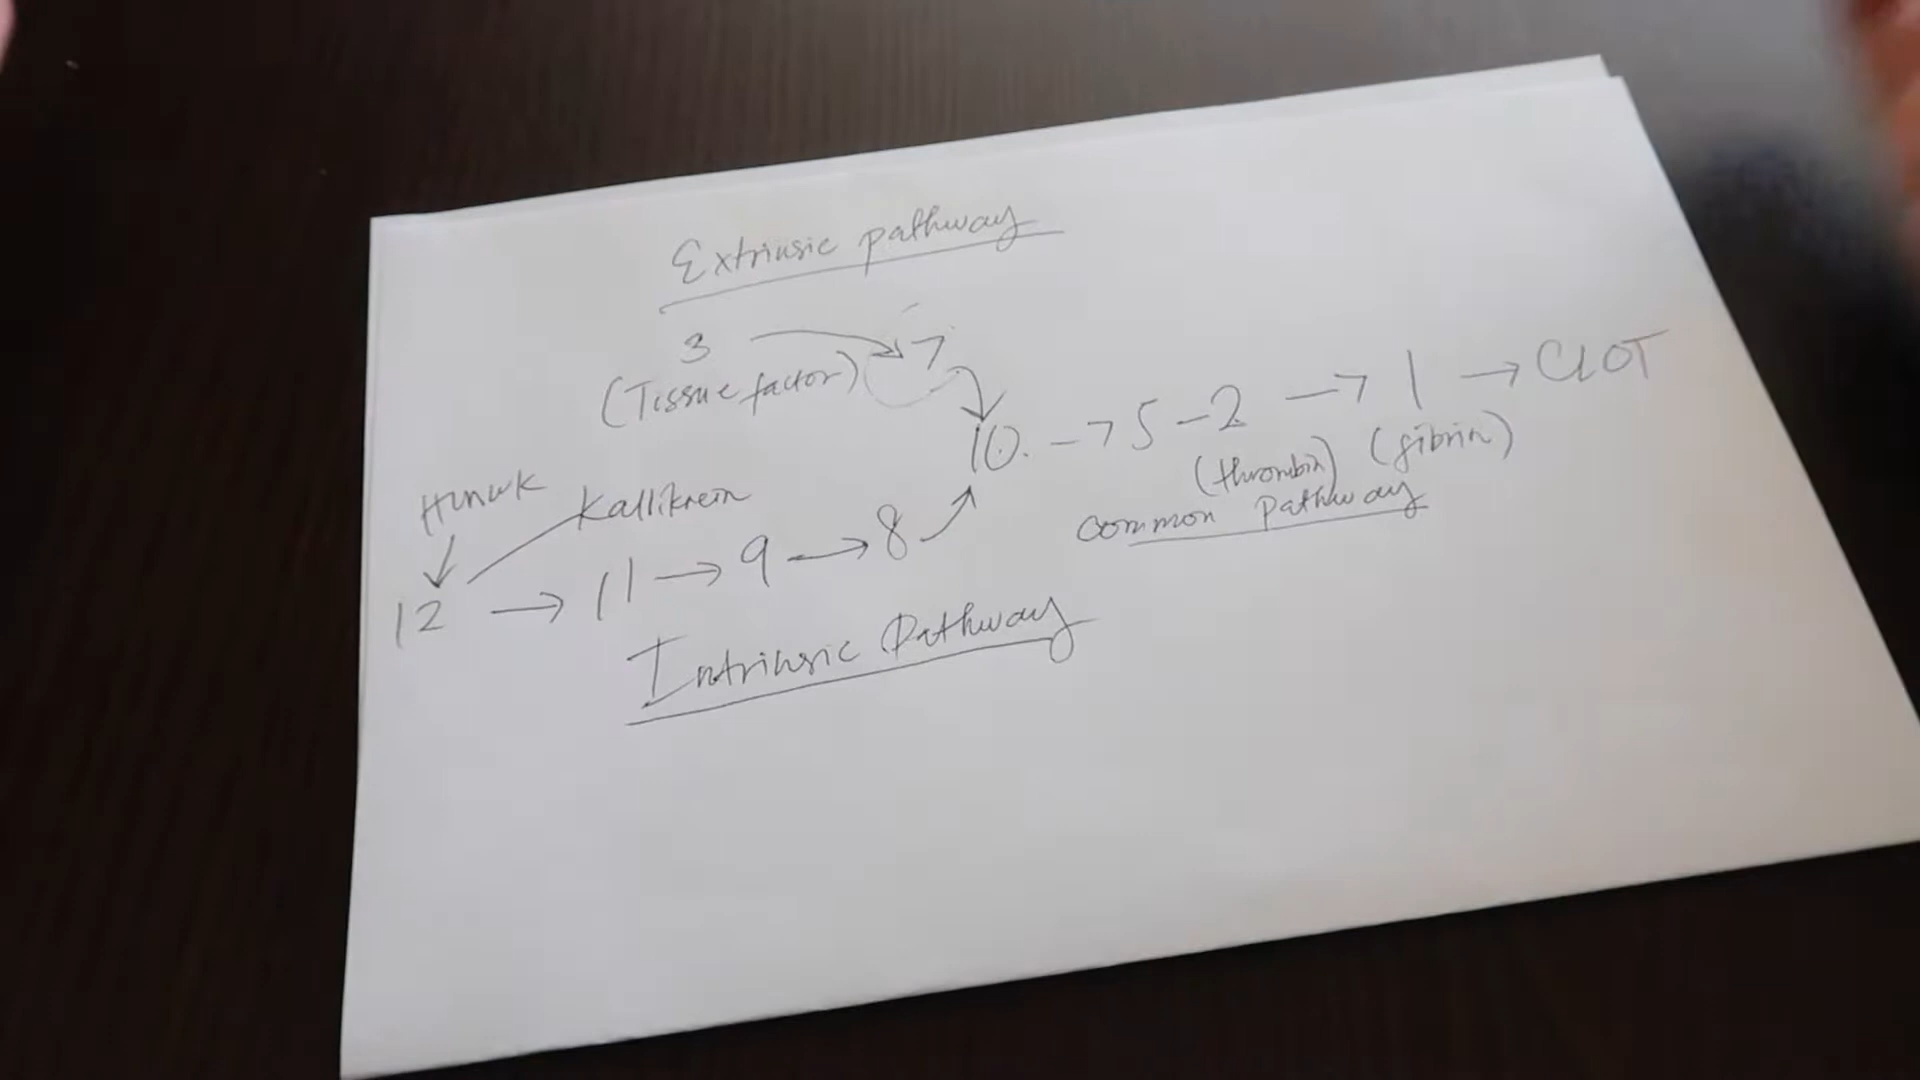 Extrinsic pathway
3 → 7
(Tissue factor)
10. → 5 - 2 → 1 → CLOT
(thrombin) (fibrin)
Common Pathway
HMWK
Kallikrein
12 → 11 → 9 → 8
Intrinsic Pathway